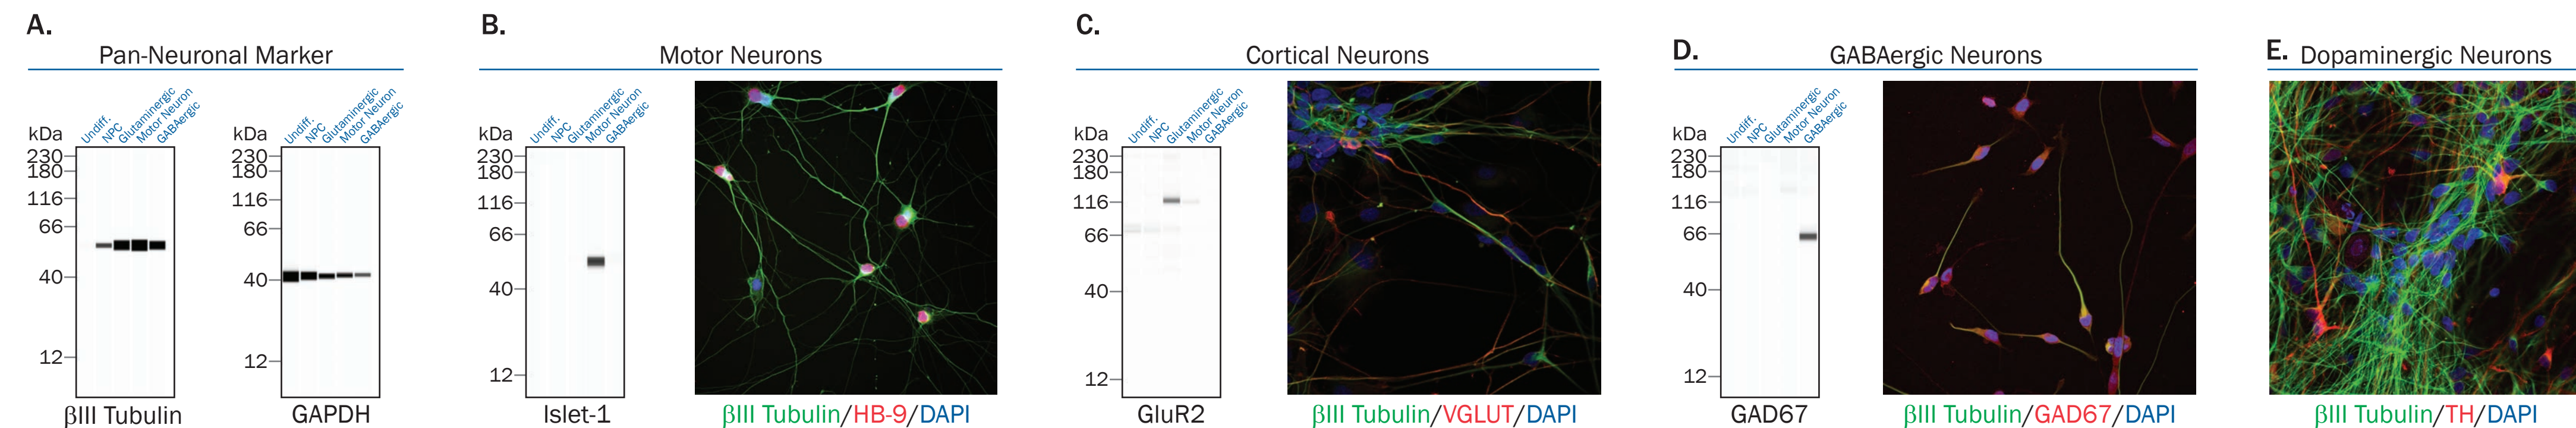 A.
Pan-Neuronal Marker
kDa
Undiff.
NPC
Glutaminergic
Motor Neuron
GABAergic
230
180
116
66
40
12
βIII Tubulin
kDa
Undiff.
NPC
Glutaminergic
Motor Neuron
GABAergic
230
180
116
66
40
12
GAPDH
B.
Motor Neurons
kDa
Undiff.
NPC
Glutaminergic
Motor Neuron
GABAergic
230
180
116
66
40
12
Islet-1
βIII Tubulin/HB-9/DAPI
C.
Cortical Neurons
kDa
Undiff.
NPC
Glutaminergic
Motor Neuron
GABAergic
230
180
116
66
40
12
GluR2
βIII Tubulin/VGLUT/DAPI
D.
GABAergic Neurons
kDa
Undiff.
NPC
Glutaminergic
Motor Neuron
GABAergic
230
180
116
66
40
12
GAD67
βIII Tubulin/GAD67/DAPI
E. Dopaminergic Neurons
βIII Tubulin/TH/DAPI